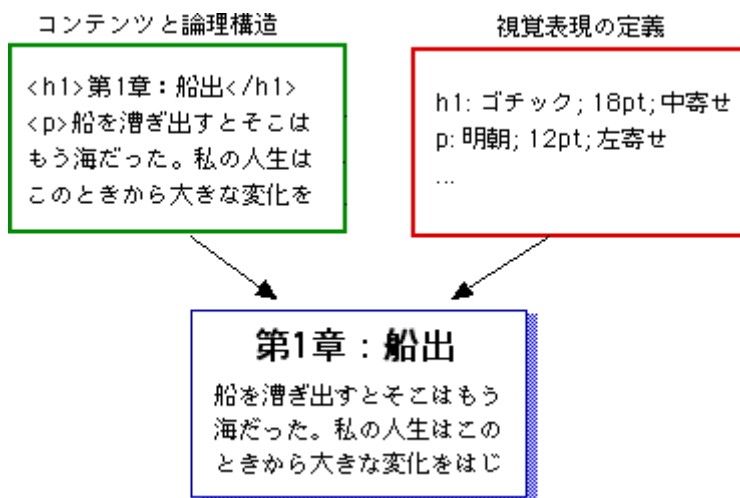 コンテンツと論理構造
<h1>第1章：船出</h1>
<p>船を漕ぎ出すとそこは
もう海だった。私の人生は
このときから大きな変化を
視覚表現の定義
h1: ゴチック; 18pt; 中寄せ
p: 明朝; 12pt; 左寄せ
...
第1章：船出
船を漕ぎ出すとそこはもう
海だった。私の人生はこの
ときから大きな変化をはじ